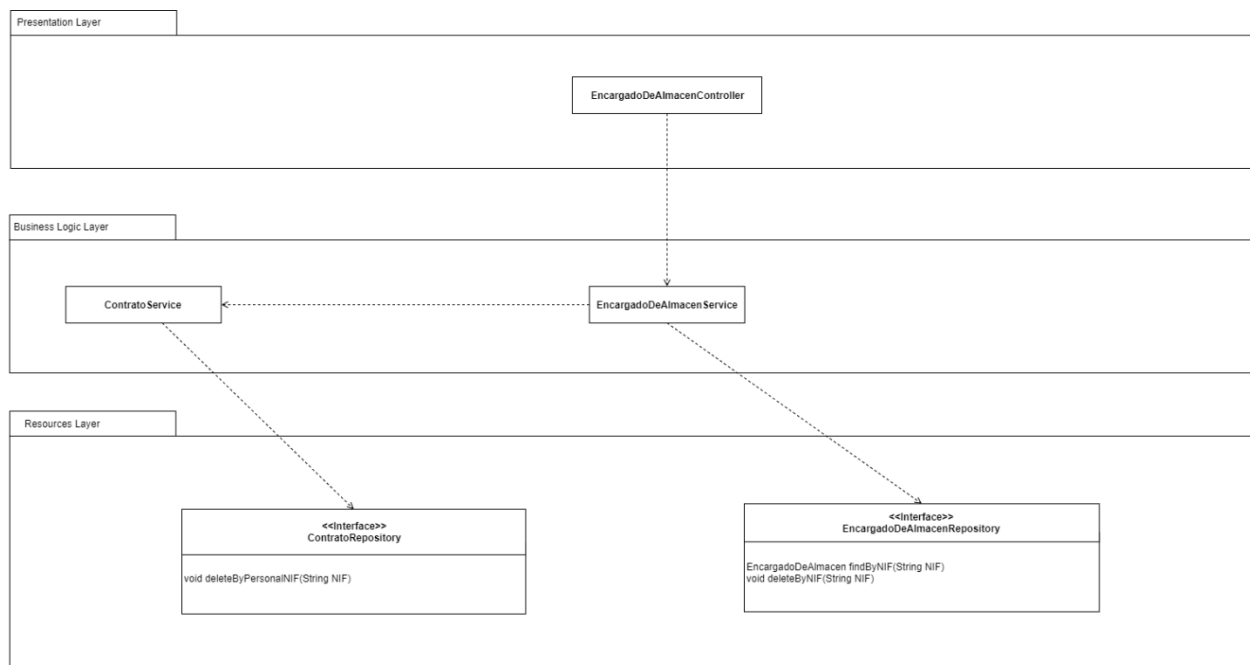 Presentation Layer
EncargadoDeAlmacenController
Business Logic Layer
ContratoService
EncargadoDeAlmacenService
Resources Layer
<<Interface>>
ContratoRepository
void deleteByPersonalNIF(String NIF)
<<Interface>>
EncargadoDeAlmacenRepository
EncargadoDeAlmacen findByNIF(String NIF)
void deleteByNIF(String NIF)